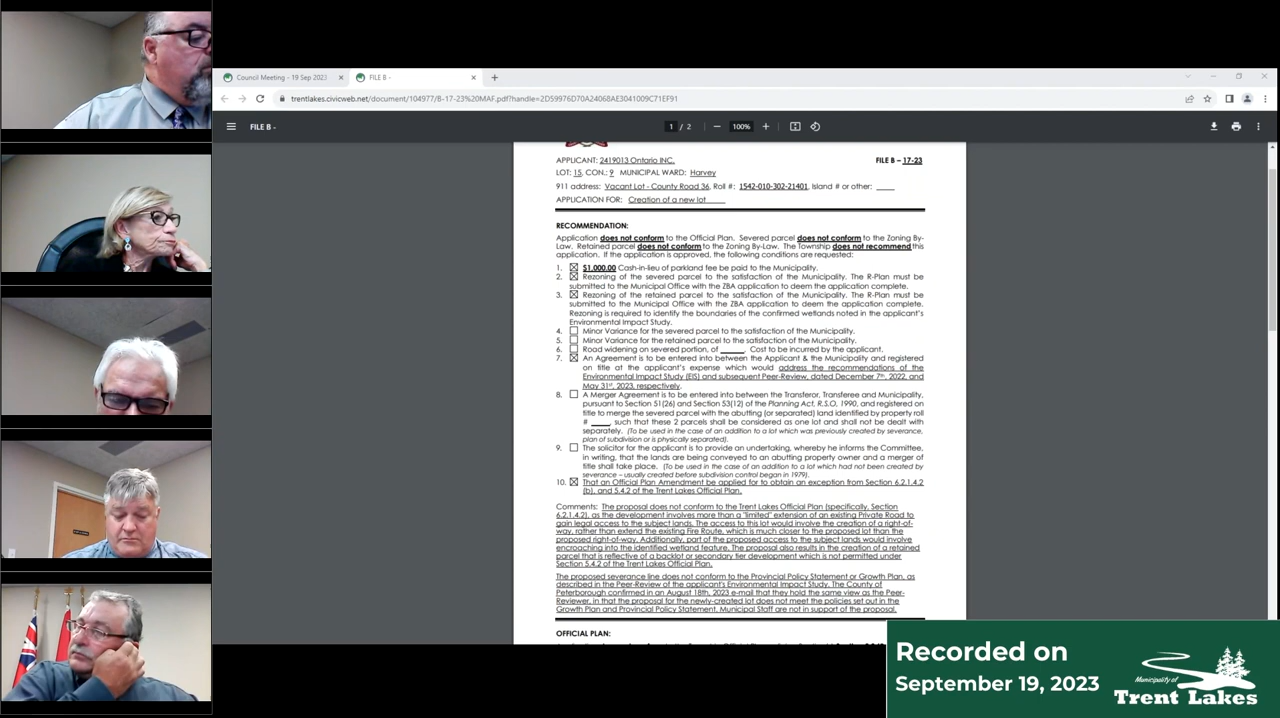 Council Meeting - 19 Sep 2023
FILE B -
trentlakes.civicweb.net/document/104977/B-17-23%20MAF.pdf?handle=2D59976D70A24068AE3041009C71EF91
FILE B -
1 / 2
100%
APPLICANT: 2419013 Ontario INC.
FILE B – 17-23
LOT: 15, CON.: 9 MUNICIPAL WARD: Harvey
911 address: Vacant Lot - County Road 36, Roll #: 1542-010-302-21401, Island # or other: ____
APPLICATION FOR: Creation of a new lot
RECOMMENDATION:
Application does not conform to the Official Plan. Severed parcel does not conform to the Zoning By-
Law. Retained parcel does not conform to the Zoning By-Law. The Township does not recommend this
application. If the application is approved, the following conditions are requested:
1. ☒ $1,000.00 Cash-in-lieu of parkland fee be paid to the Municipality.
2. ☒ Rezoning of the severed parcel to the satisfaction of the Municipality. The R-Plan must be
submitted to the Municipal Office with the ZBA application to deem the application complete.
3. ☒ Rezoning of the retained parcel to the satisfaction of the Municipality. The R-Plan must be
submitted to the Municipal Office with the ZBA application to deem the application complete.
Rezoning is required to identify the boundaries of the confirmed wetlands noted in the applicant's
Environmental Impact Study.
4. ☐ Minor Variance for the severed parcel to the satisfaction of the Municipality.
5. ☐ Minor Variance for the retained parcel to the satisfaction of the Municipality.
6. ☐ Road widening on severed portion, of _____. Cost to be incurred by the applicant.
7. ☒ An Agreement is to be entered into between the Applicant & the Municipality and registered
on title at the applicant's expense which would address the recommendations of the
Environmental Impact Study (EIS) and subsequent Peer-Review, dated December 7th, 2022, and
May 31st, 2023, respectively.
8. ☐ A Merger Agreement is to be entered into between the Transferor, Transferee and Municipality,
pursuant to Section 51(26) and Section 53(12) of the Planning Act, R.S.O. 1990, and registered on
title to merge the severed parcel with the abutting (or separated) land identified by property roll
# ____, such that these 2 parcels shall be considered as one lot and shall not be dealt with
separately. (To be used in the case of an addition to a lot which was previously created by severance,
plan of subdivision or is physically separated).
9. ☐ The solicitor for the applicant is to provide an undertaking, whereby he informs the Committee,
in writing, that the lands are being conveyed to an abutting property owner and a merger of
title shall take place. (To be used in the case of an addition to a lot which had not been created by
severance – usually created before subdivision control began in 1979).
10. ☒ That an Official Plan Amendment be applied for to obtain an exception from Section 6.2.1.4.2
(b), and 5.4.2 of the Trent Lakes Official Plan.
Comments: The proposal does not conform to the Trent Lakes Official Plan (specifically, Section
6.2.1.4.2), as the development involves more than a "limited" extension of an existing Private Road to
gain legal access to the subject lands. The access to this lot would involve the creation of a right-of-
way, rather than extend the existing Fire Route, which is much closer to the proposed lot than the
proposed right-of-way. Additionally, part of the proposed access to the subject lands would involve
encroaching into the identified wetland feature. The proposal also results in the creation of a retained
parcel that is reflective of a backlot or secondary tier development which is not permitted under
Section 5.4.2 of the Trent Lakes Official Plan.
The proposed severance line does not conform to the Provincial Policy Statement or Growth Plan, as
described in the Peer-Review of the applicant's Environmental Impact Study. The County of
Peterborough confirmed in an August 18th, 2023 e-mail that they hold the same view as the Peer-
Reviewer, in that the proposal for the newly-created lot does not meet the policies set out in the
Growth Plan and Provincial Policy Statement. Municipal Staff are not in support of the proposal.
OFFICIAL PLAN:
Recorded on
September 19, 2023
Municipality of
Trent Lakes